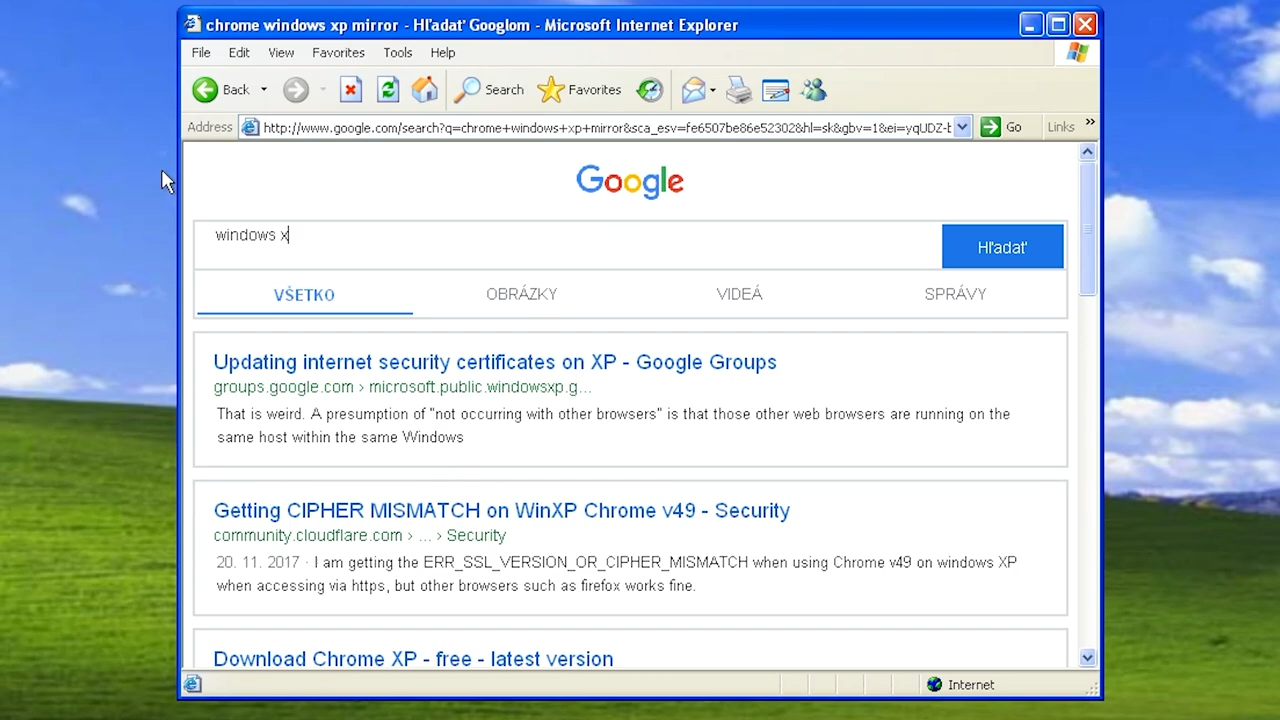 chrome windows xp mirror - Hľadať Googlom - Microsoft Internet Explorer
File Edit View Favorites Tools Help
Back Search Favorites
Address http://www.google.com/search?q=chrome+windows+xp+mirror&sca_esv=fe6507be86e52302&hl=sk&gbv=1&ei=yqUDZ-t Go Links »
Google
windows x
Hľadať
VŠETKO OBRÁZKY VIDEÁ SPRÁVY
Updating internet security certificates on XP - Google Groups
groups.google.com › microsoft.public.windowsxp.g...
That is weird. A presumption of "not occurring with other browsers" is that those other web browsers are running on the
same host within the same Windows
Getting CIPHER MISMATCH on WinXP Chrome v49 - Security
community.cloudflare.com › ... › Security
20. 11. 2017 · I am getting the ERR_SSL_VERSION_OR_CIPHER_MISMATCH when using Chrome v49 on windows XP
when accessing via https, but other browsers such as firefox works fine.
Download Chrome XP - free - latest version
Internet